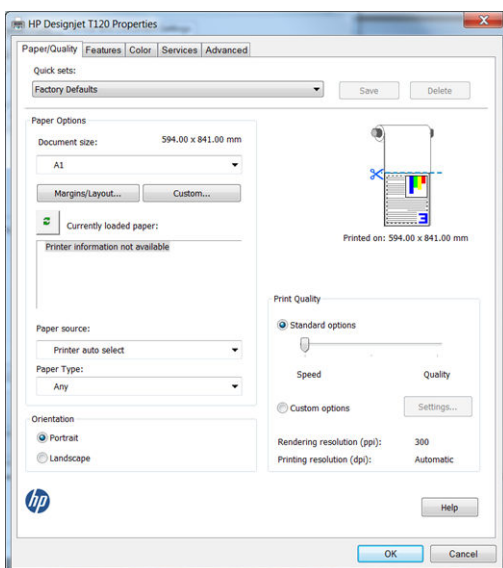 HP Designjet T120 Properties
Paper/Quality Features Color Services Advanced
Quick sets:
Factory Defaults
Save Delete
Paper Options
Document size: 594.00 x 841.00 mm
A1
Margins/Layout... Custom...
Currently loaded paper:
Printer information not available
Paper source:
Printer auto select
Paper Type:
Any
Orientation
Portrait
Landscape
3
Printed on: 594.00 x 841.00 mm
Print Quality
Standard options
Speed Quality
Custom options Settings...
Rendering resolution (ppi): 300
Printing resolution (dpi): Automatic
hp
Help
OK Cancel